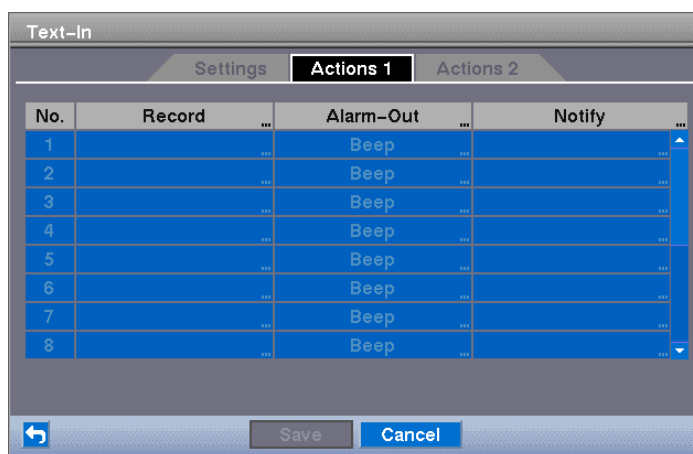 Text-In
Settings Actions 1 Actions 2
No. Record ... Alarm-Out ... Notify ...
1 ... Beep ... ...
2 ... Beep ... ...
3 ... Beep ... ...
4 ... Beep ... ...
5 ... Beep ... ...
6 ... Beep ... ...
7 ... Beep ... ...
8 ... Beep ... ...
Save Cancel